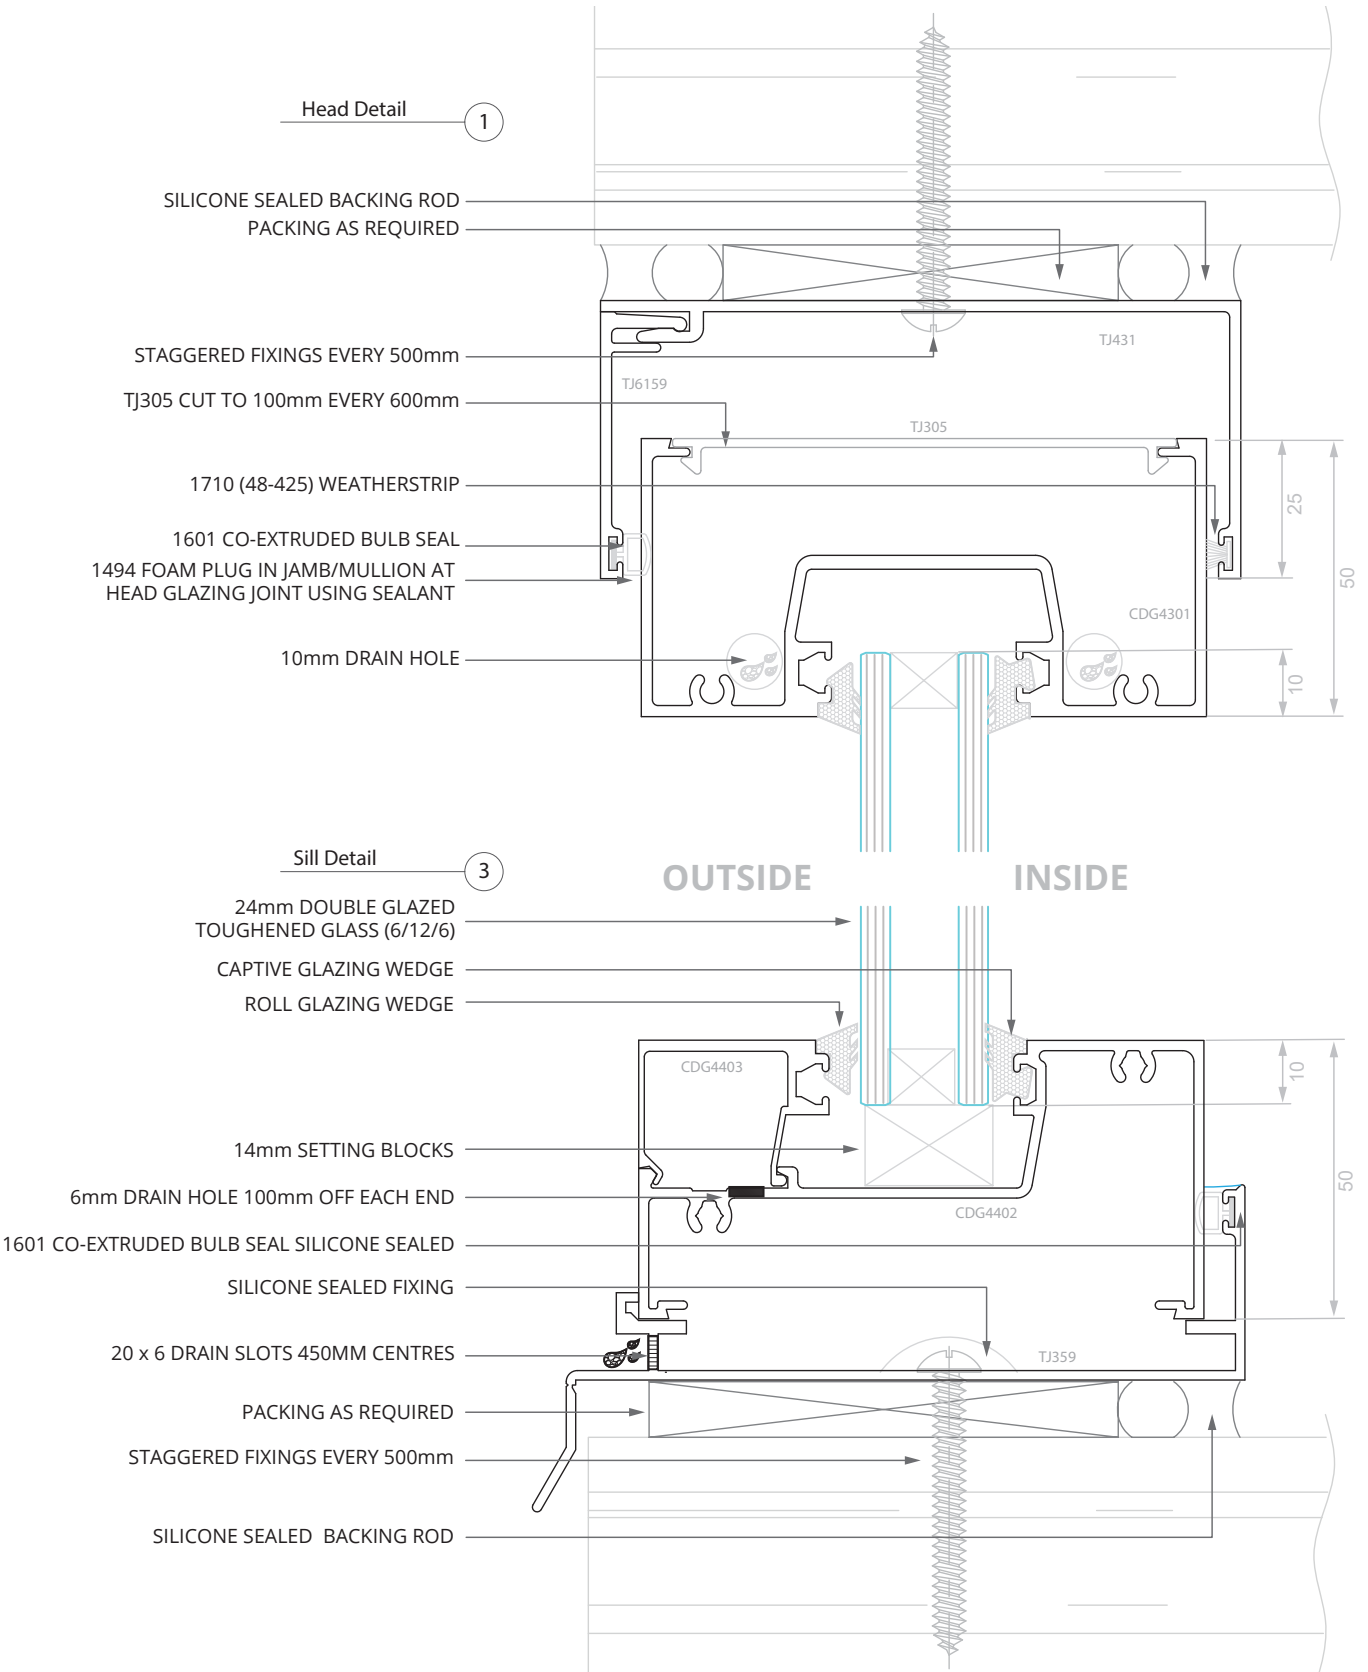 Head Detail
1
SILICONE SEALED BACKING ROD
PACKING AS REQUIRED
STAGGERED FIXINGS EVERY 500mm
TJ431
TJ6159
TJ305 CUT TO 100mm EVERY 600mm
TJ305
1710 (48-425) WEATHERSTRIP
25
1601 CO-EXTRUDED BULB SEAL
1494 FOAM PLUG IN JAMB/MULLION AT
HEAD GLAZING JOINT USING SEALANT
50
CDG4301
10mm DRAIN HOLE
10
Sill Detail
3
OUTSIDE
INSIDE
24mm DOUBLE GLAZED
TOUGHENED GLASS (6/12/6)
CAPTIVE GLAZING WEDGE
ROLL GLAZING WEDGE
CDG4403
10
14mm SETTING BLOCKS
50
6mm DRAIN HOLE 100mm OFF EACH END
CDG4402
1601 CO-EXTRUDED BULB SEAL SILICONE SEALED
SILICONE SEALED FIXING
20 x 6 DRAIN SLOTS 450MM CENTRES
TJ359
PACKING AS REQUIRED
STAGGERED FIXINGS EVERY 500mm
SILICONE SEALED BACKING ROD